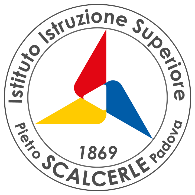 Istituto Istruzione Superiore
1869
Pietro SCALCERLE Padova